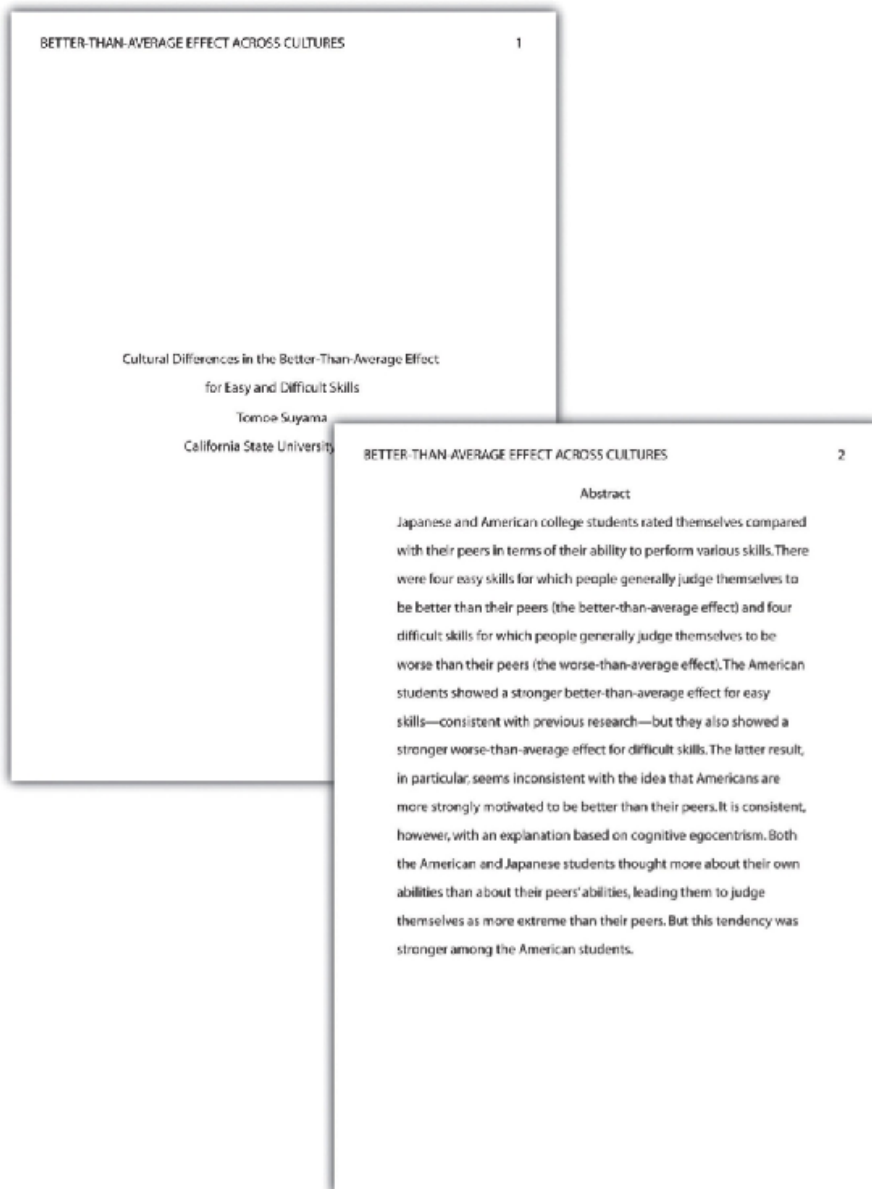 BETTER-THAN-AVERAGE EFFECT ACROSS CULTURES 1
Cultural Differences in the Better-Than-Average Effect
for Easy and Difficult Skills
Tomoe Suyama
California State University
BETTER-THAN-AVERAGE EFFECT ACROSS CULTURES 2
Abstract
Japanese and American college students rated themselves compared
with their peers in terms of their ability to perform various skills. There
were four easy skills for which people generally judge themselves to
be better than their peers (the better-than-average effect) and four
difficult skills for which people generally judge themselves to be
worse than their peers (the worse-than-average effect). The American
students showed a stronger better-than-average effect for easy
skills—consistent with previous research—but they also showed a
stronger worse-than-average effect for difficult skills. The latter result,
in particular, seems inconsistent with the idea that Americans are
more strongly motivated to be better than their peers. It is consistent,
however, with an explanation based on cognitive egocentrism. Both
the American and Japanese students thought more about their own
abilities than about their peers' abilities, leading them to judge
themselves as more extreme than their peers. But this tendency was
stronger among the American students.